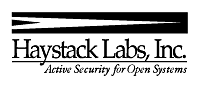 Haystack Labs, Inc.
Active Security for Open Systems